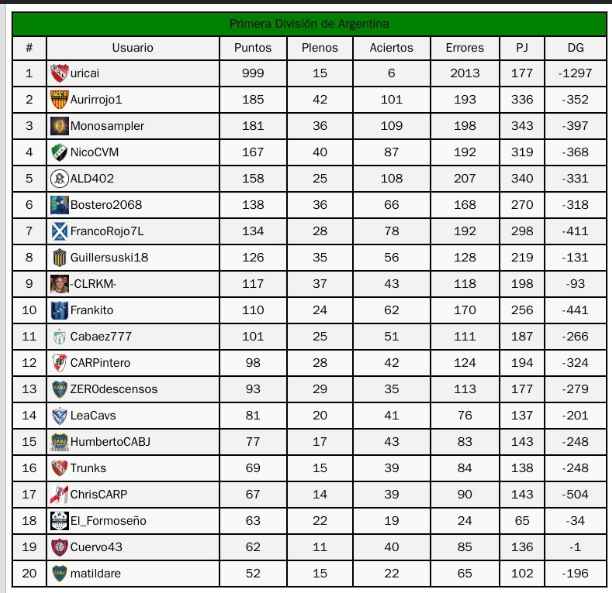 Primera División de Argentina
# Usuario Puntos Plenos Aciertos Errores PJ DG
1 uricai 999 15 6 2013 177 -1297
2 Aurirrojo1 185 42 101 193 336 -352
3 Monosampler 181 36 109 198 343 -397
4 NicoCVM 167 40 87 192 319 -368
5 ALD402 158 25 108 207 340 -331
6 Bostero2068 138 36 66 168 270 -318
7 FrancoRojo7L 134 28 78 192 298 -411
8 Guillersuski18 126 35 56 128 219 -131
9 -CLRKM- 117 37 43 118 198 -93
10 Frankito 110 24 62 170 256 -441
11 Cabaez777 101 25 51 111 187 -266
12 CARPintero 98 28 42 124 194 -324
13 ZEROdescensos 93 29 35 113 177 -279
14 LeaCavs 81 20 41 76 137 -201
15 HumbertoCABJ 77 17 43 83 143 -248
16 Trunks 69 15 39 84 138 -248
17 ChrisCARP 67 14 39 90 143 -504
18 El_Formoseño 63 22 19 24 65 -34
19 Cuervo43 62 11 40 85 136 -1
20 matildare 52 15 22 65 102 -196